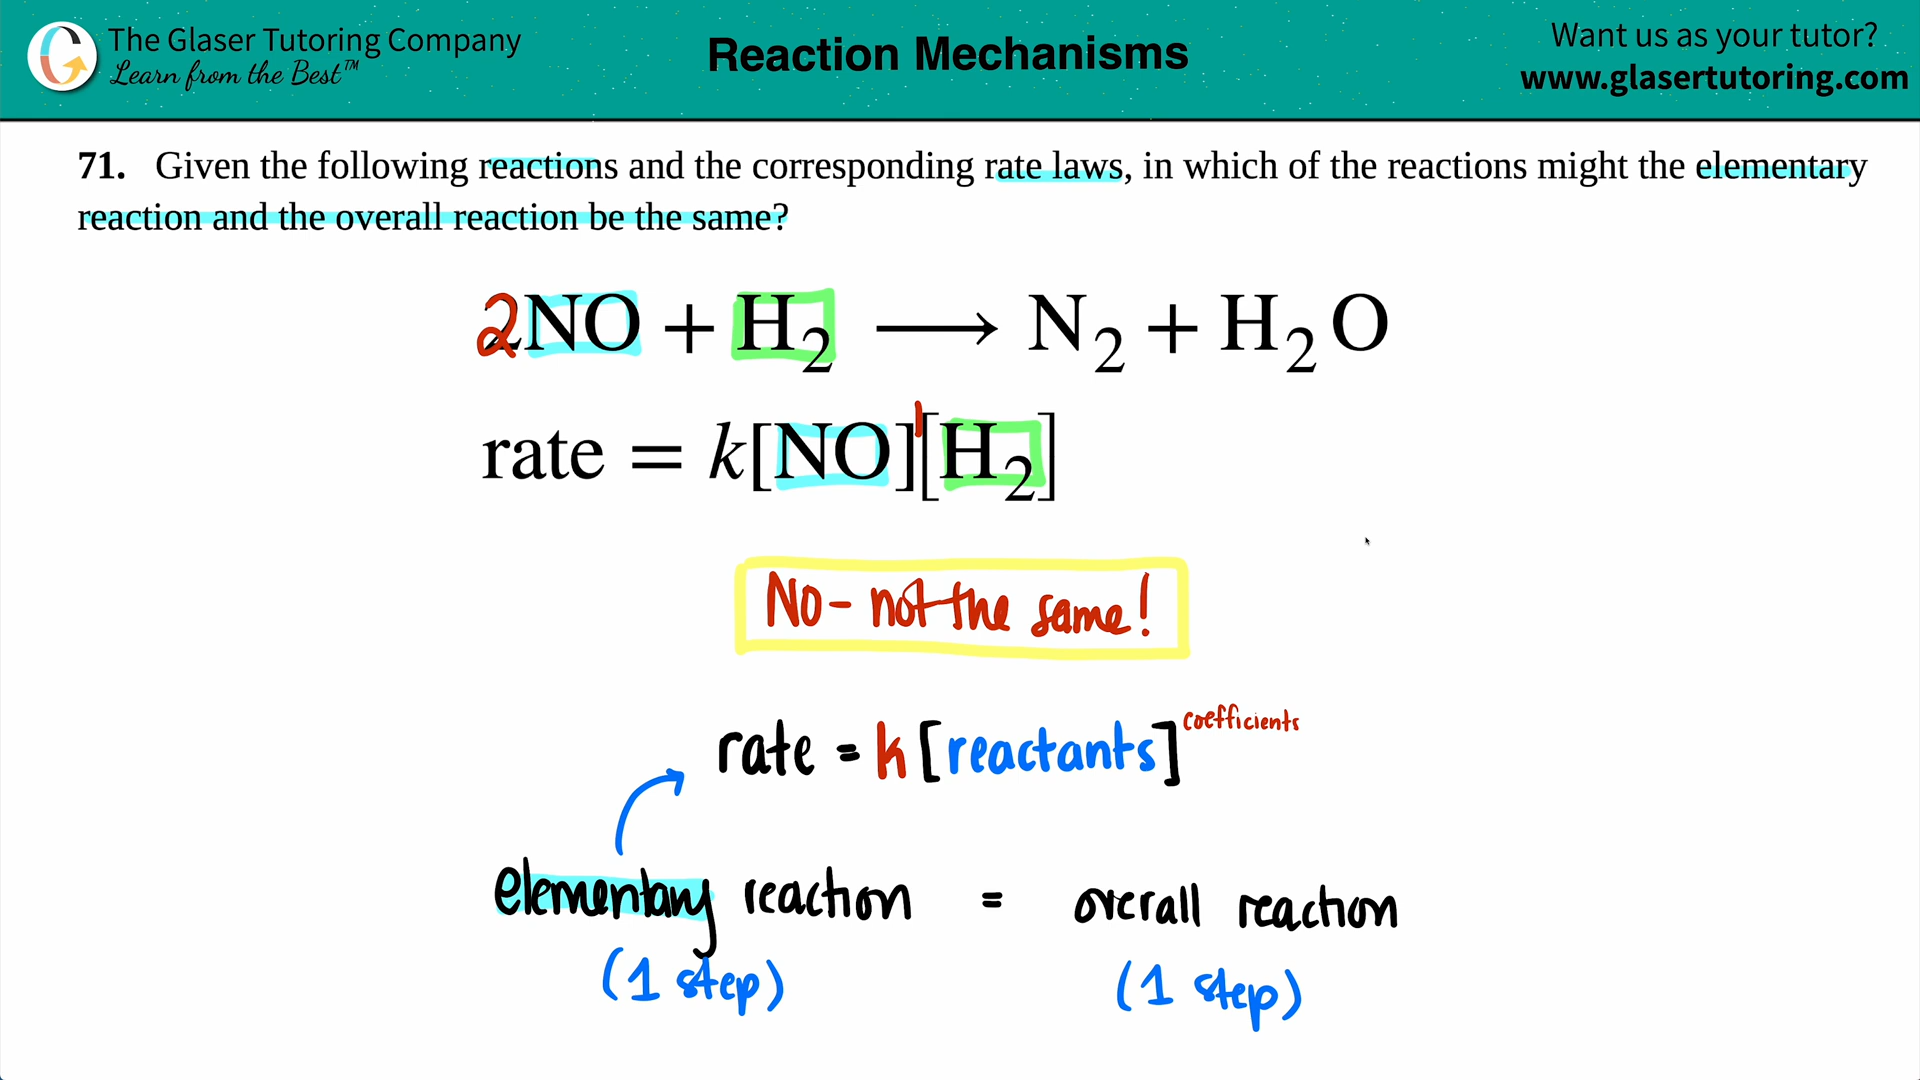 The Glaser Tutoring Company
Learn from the Best™
Reaction Mechanisms
Want us as your tutor?
www.glasertutoring.com
71. Given the following reactions and the corresponding rate laws, in which of the reactions might the elementary
reaction and the overall reaction be the same?
2NO + H₂ ⟶ N₂ + H₂O
rate = k[NO]¹[H₂]
No - not the same!
rate = k [reactants]^coefficients
elementary reaction = overall reaction
(1 step) (1 step)